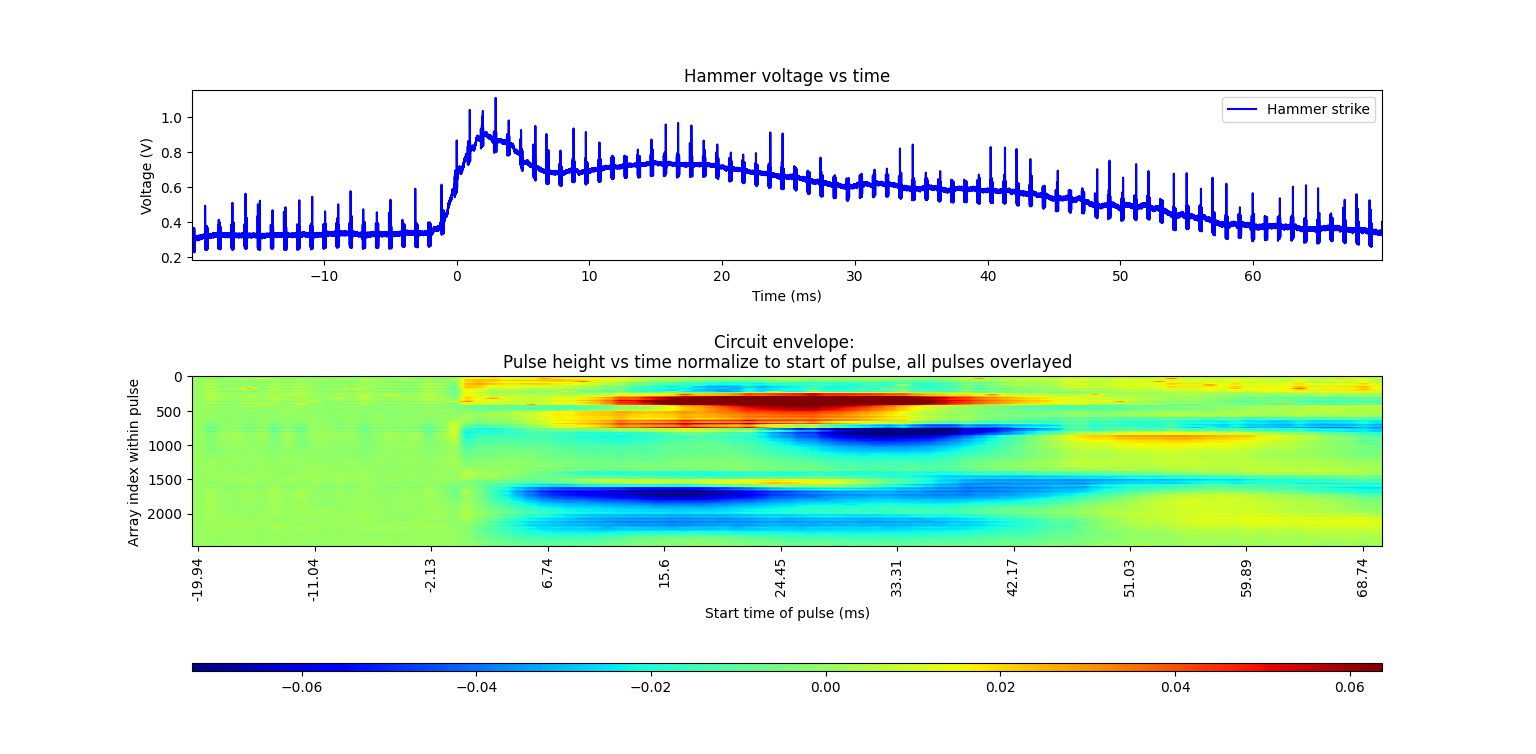 Hammer voltage vs time
Hammer strike
Voltage (V)
1.0
0.8
0.6
0.4
0.2
−10 0 10 20 30 40 50 60
Time (ms)
Circuit envelope:
Pulse height vs time normalize to start of pulse, all pulses overlayed
Array index within pulse
0
500
1000
1500
2000
-19.94 -11.04 -2.13 6.74 15.6 24.45 33.31 42.17 51.03 59.89 68.74
Start time of pulse (ms)
−0.06 −0.04 −0.02 0.00 0.02 0.04 0.06